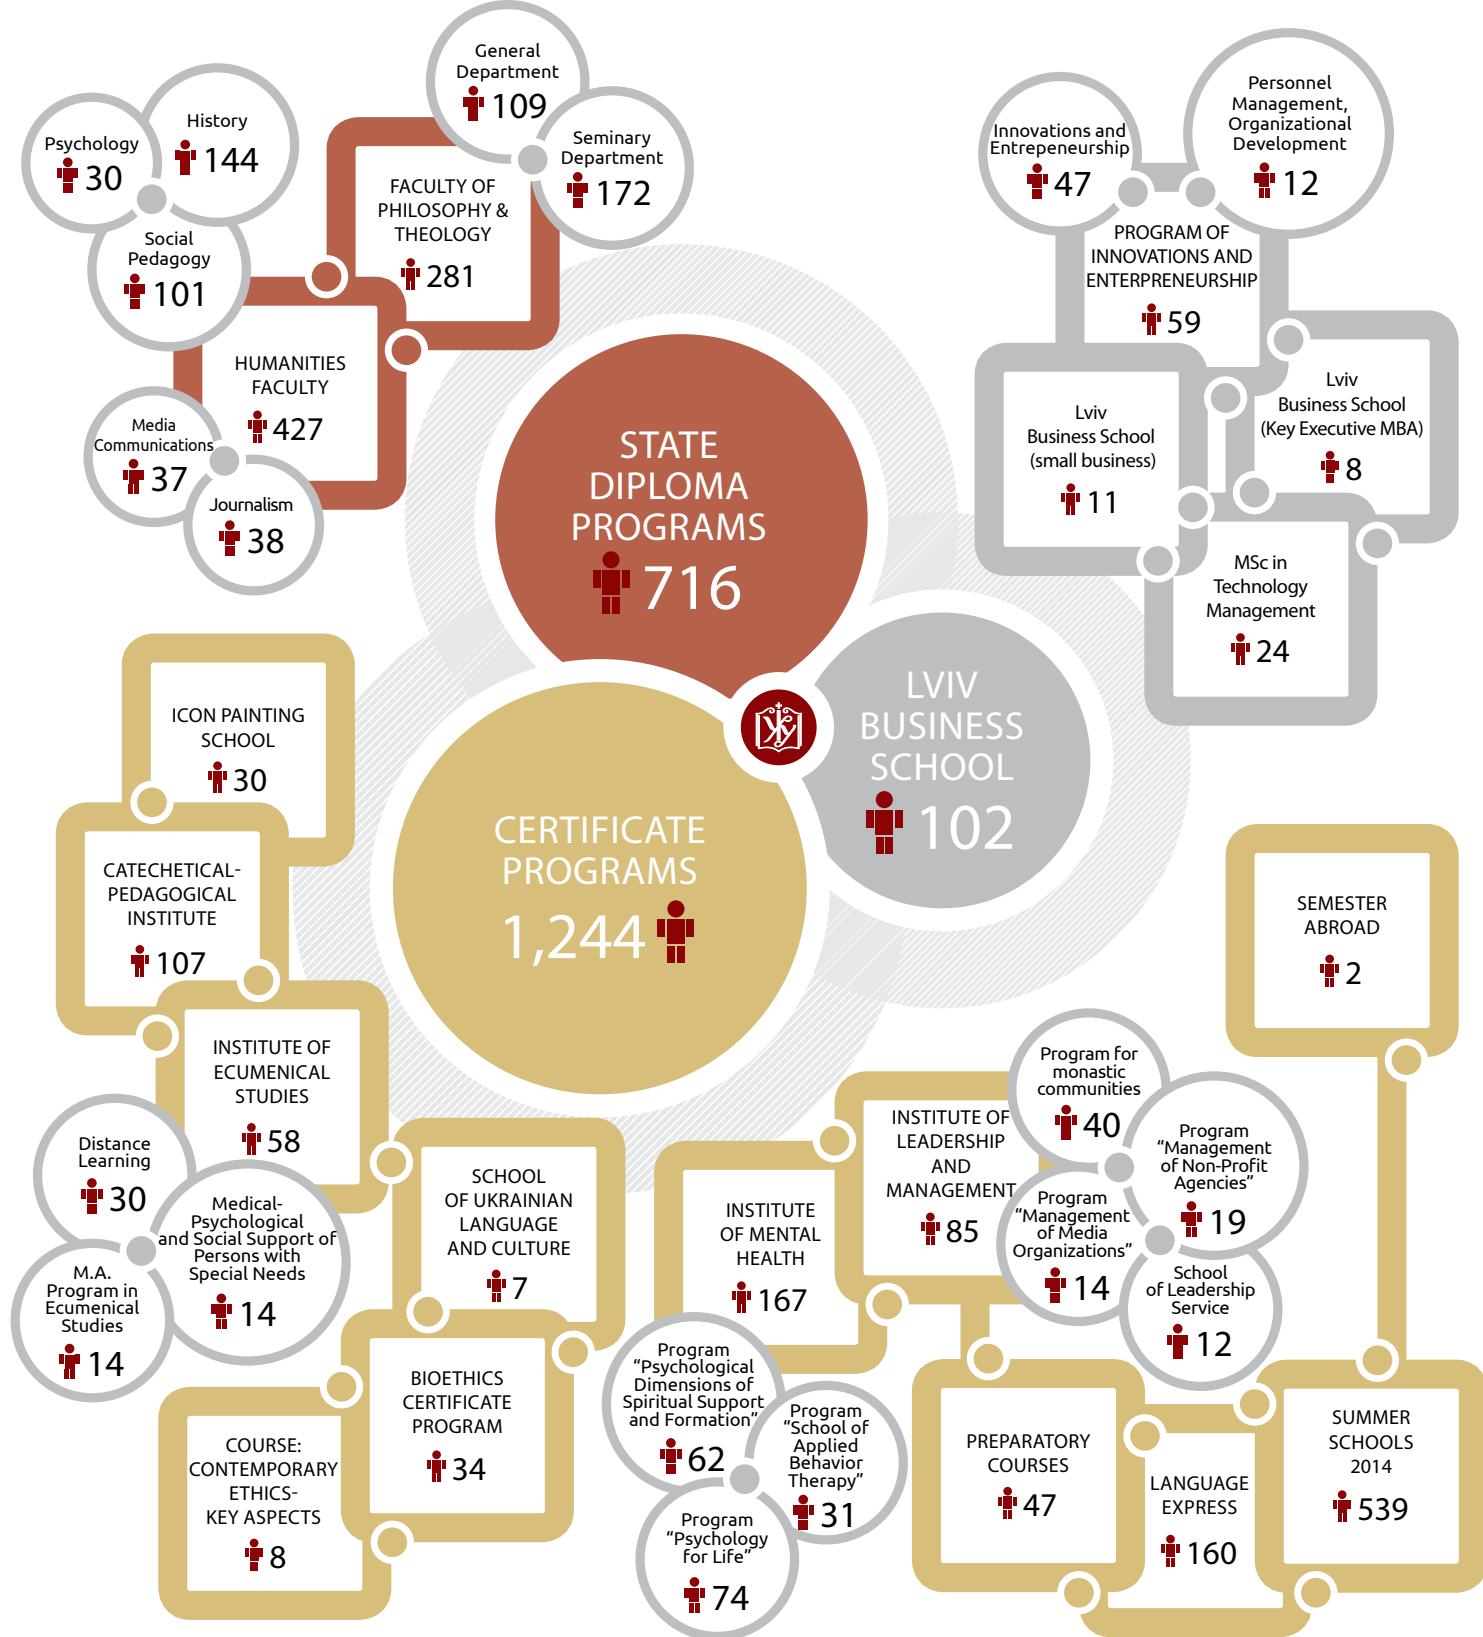 General
Department
109
Seminary
Department
172
Psychology
30
History
144
Social
Pedagogy
101
FACULTY OF
PHILOSOPHY &
THEOLOGY
281
HUMANITIES
FACULTY
427
Media
Communications
37
Journalism
38
STATE
DIPLOMA
PROGRAMS
716
Innovations and
Entrepeneurship
47
Personnel
Management,
Organizational
Development
12
PROGRAM OF
INNOVATIONS AND
ENTERPRENEURSHIP
59
Lviv
Business School
(small business)
11
Lviv
Business School
(Key Executive MBA)
8
MSc in
Technology
Management
24
LVIV
BUSINESS
SCHOOL
102
CERTIFICATE
PROGRAMS
1,244
ICON PAINTING
SCHOOL
30
CATECHETICAL-
PEDAGOGICAL
INSTITUTE
107
INSTITUTE OF
ECUMENICAL
STUDIES
58
Distance
Learning
30
Medical-
Psychological
and Social Support of
Persons with
Special Needs
14
M.A.
Program in
Ecumenical
Studies
14
SCHOOL
OF UKRAINIAN
LANGUAGE
AND CULTURE
7
BIOETHICS
CERTIFICATE
PROGRAM
34
COURSE:
CONTEMPORARY
ETHICS-
KEY ASPECTS
8
INSTITUTE
OF MENTAL
HEALTH
167
Program
“Psychological
Dimensions of
Spiritual Support
and Formation”
62
Program
“School of
Applied
Behavior
Therapy”
31
Program
“Psychology
for Life”
74
INSTITUTE OF
LEADERSHIP
AND
MANAGEMENT
85
Program for
monastic
communities
40
Program
“Management
of Non-Profit
Agencies”
19
Program
“Management
of Media
Organizations”
14
School
of Leadership
Service
12
SEMESTER
ABROAD
2
PREPARATORY
COURSES
47
LANGUAGE
EXPRESS
160
SUMMER
SCHOOLS
2014
539